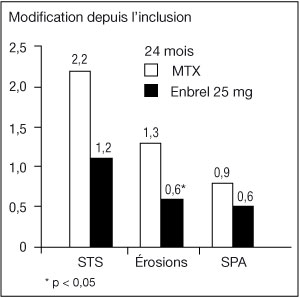 Modification depuis l'inclusion
24 mois
MTX
Enbrel 25 mg
2,5
2,0
1,5
1,0
0,5
0
2,2
1,2
1,3
0,6*
0,9
0,6
STS Érosions SPA
* p < 0,05